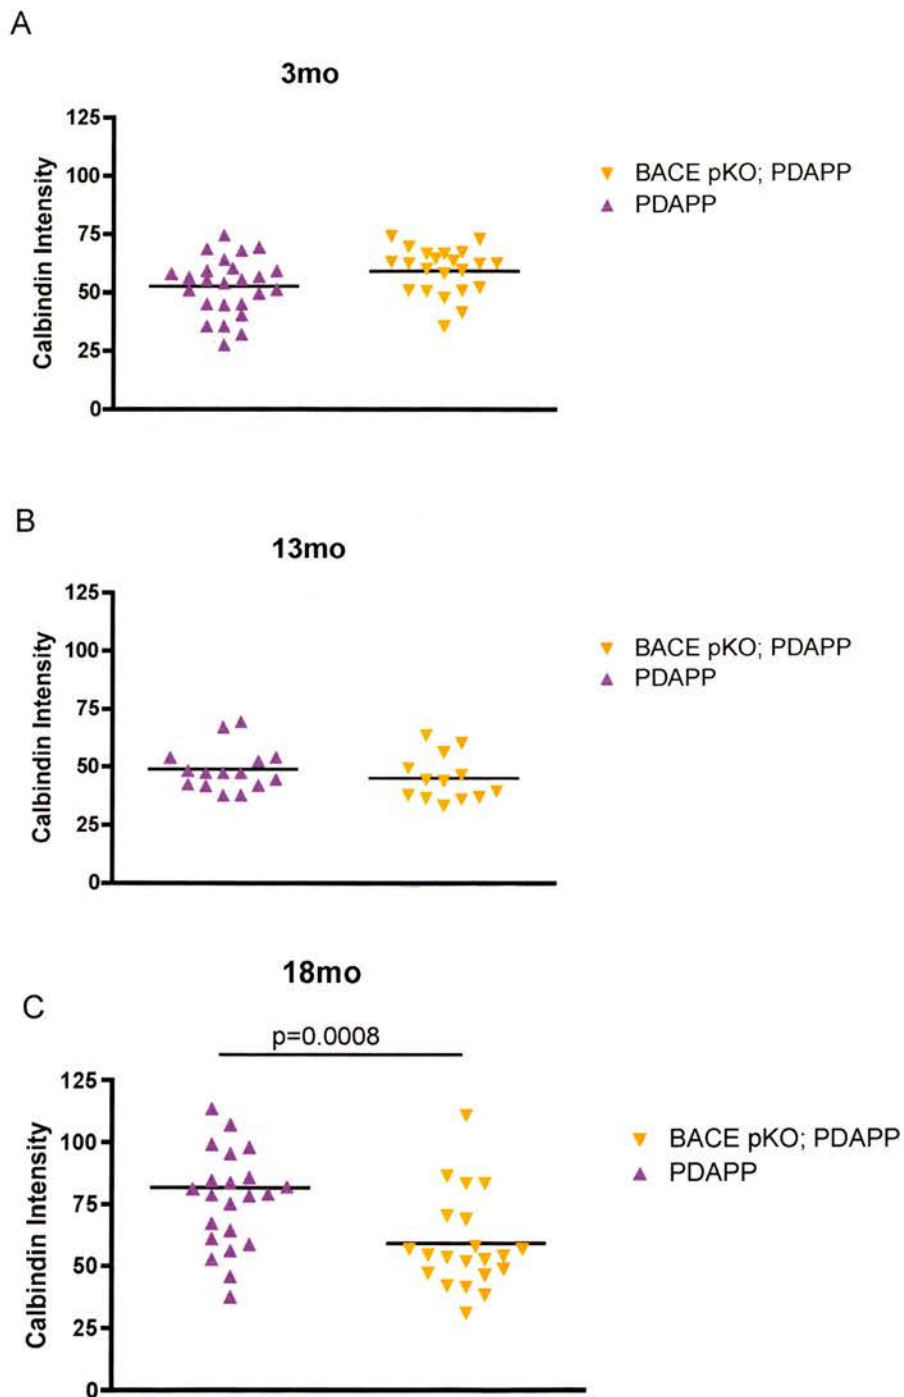 A
3mo
125
100
75
50
25
0
Calbindin Intensity
BACE pKO; PDAPP
PDAPP
B
13mo
125
100
75
50
25
0
Calbindin Intensity
BACE pKO; PDAPP
PDAPP
18mo
C
p=0.0008
125
100
75
50
25
0
Calbindin Intensity
BACE pKO; PDAPP
PDAPP